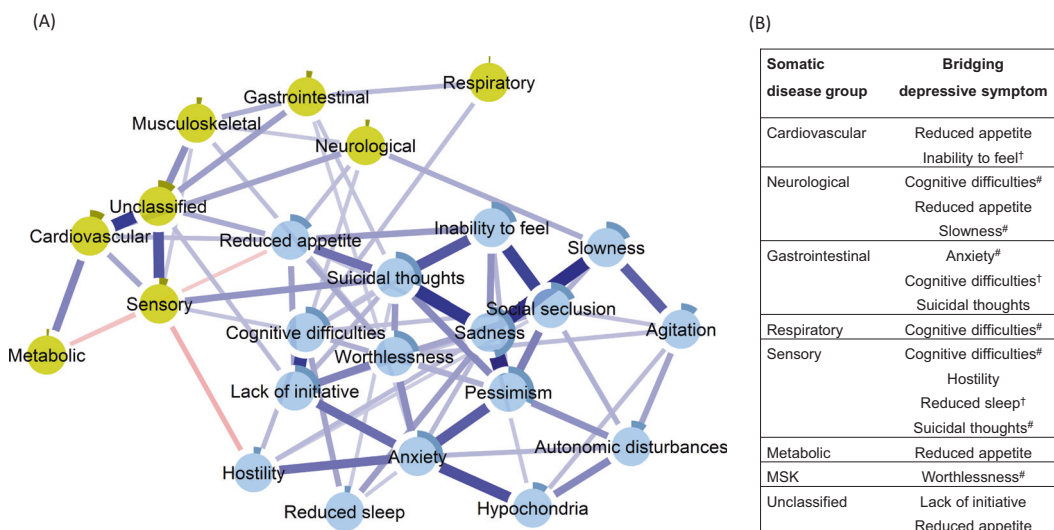 (A)
(B)
Respiratory
Gastrointestinal
Musculoskeletal
Neurological
Unclassified
Cardiovascular
Reduced appetite
Inability to feel
Slowness
Suicidal thoughts
Sensory
Social seclusion
Cognitive difficulties
Sadness
Agitation
Metabolic
Worthlessness
Lack of initiative
Pessimism
Autonomic disturbances
Anxiety
Hostility
Reduced sleep
Hypochondria
Somatic Bridging
disease group depressive symptom
Cardiovascular Reduced appetite
Inability to feel†
Neurological Cognitive difficulties#
Reduced appetite
Slowness#
Gastrointestinal Anxiety#
Cognitive difficulties†
Suicidal thoughts
Respiratory Cognitive difficulties#
Sensory Cognitive difficulties#
Hostility
Reduced sleep†
Suicidal thoughts#
Metabolic Reduced appetite
MSK Worthlessness#
Unclassified Lack of initiative
Reduced appetite